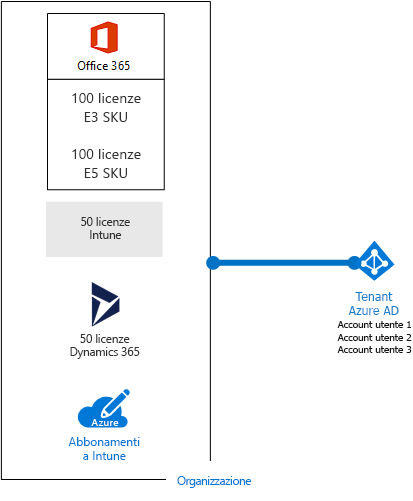 Office 365
100 licenze
E3 SKU
100 licenze
E5 SKU
50 licenze
Intune
50 licenze
Dynamics 365
Azure
Abbonamenti
a Intune
Tenant
Azure AD
Account utente 1
Account utente 2
Account utente 3
Organizzazione